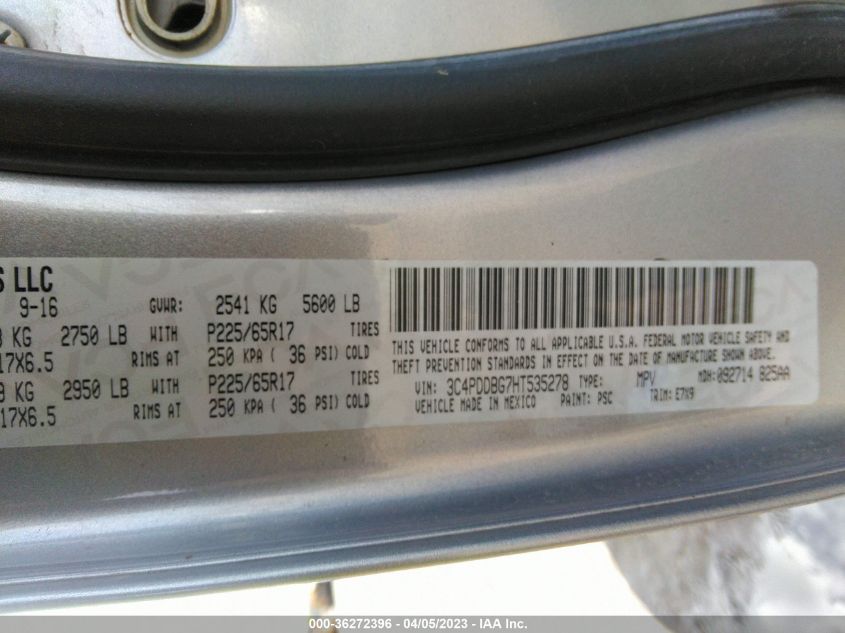 S LLC
9-16 GVWR: 2541 KG 5600 LB
KG 2750 LB WITH P225/65R17 TIRES
17X6.5 RIMS AT 250 KPA ( 36 PSI) COLD
KG 2950 LB WITH P225/65R17 TIRES
17X6.5 RIMS AT 250 KPA ( 36 PSI) COLD
THIS VEHICLE CONFORMS TO ALL APPLICABLE U.S.A. FEDERAL MOTOR VEHICLE SAFETY AND
THEFT PREVENTION STANDARDS IN EFFECT ON THE DATE OF MANUFACTURE SHOWN ABOVE.
VIN: 3C4PDDBG7HT535278 TYPE: MPV MDH: 092714 825AA
VEHICLE MADE IN MEXICO PAINT: PSC TRIM: E7X9
000-36272396 - 04/05/2023 - IAA Inc.